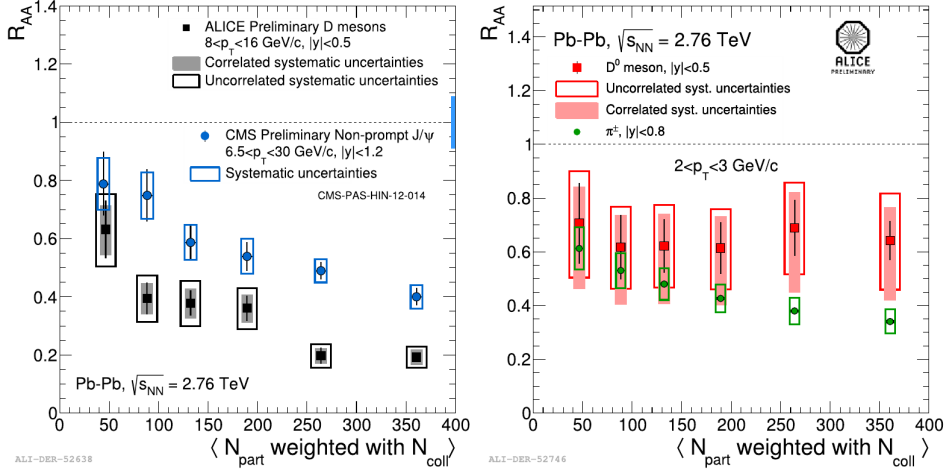 R_AA
1.4
1.2
1
0.8
0.6
0.4
0.2
0
ALICE Preliminary D mesons
8<p_T<16 GeV/c, |y|<0.5
Correlated systematic uncertainties
Uncorrelated systematic uncertainties
CMS Preliminary Non-prompt J/ψ
6.5<p_T<30 GeV/c, |y|<1.2
Systematic uncertainties
CMS-PAS-HIN-12-014
Pb-Pb, √s_NN = 2.76 TeV
0 50 100 150 200 250 300 350 400
⟨ N_part weighted with N_coll ⟩
ALI-DER-52638
R_AA
1.4
1.2
1
0.8
0.6
0.4
0.2
0
Pb-Pb, √s_NN = 2.76 TeV
ALICE
PRELIMINARY
D⁰ meson, |y|<0.5
Uncorrelated syst. uncertainties
Correlated syst. uncertainties
π±, |y|<0.8
2<p_T<3 GeV/c
0 50 100 150 200 250 300 350 400
⟨ N_part weighted with N_coll ⟩
ALI-DER-52746